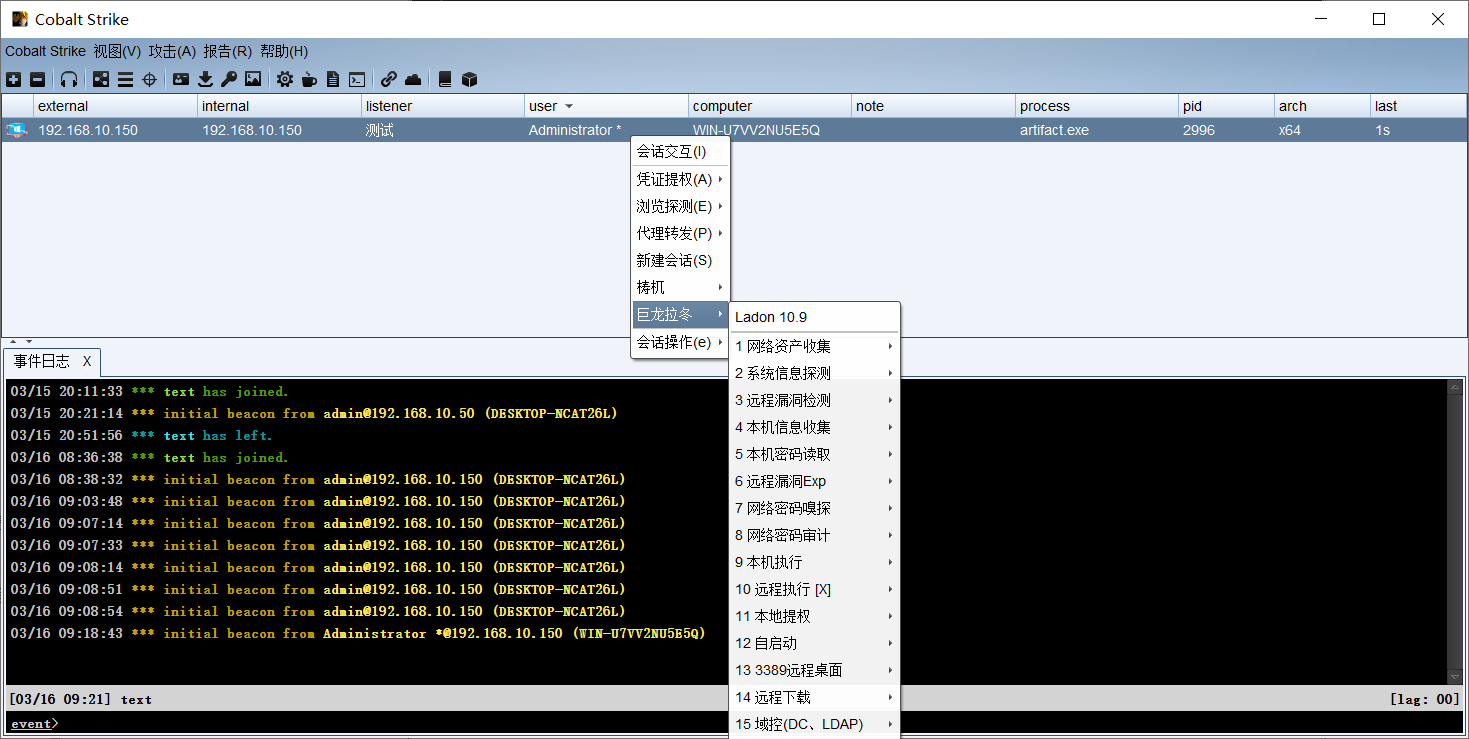 Cobalt Strike
Cobalt Strike 视图(V) 攻击(A) 报告(R) 帮助(H)
external internal listener user computer note process pid arch last
192.168.10.150 192.168.10.150 测试 Administrator * WIN-U7VV2NU5E5Q artifact.exe 2996 x64 1s
会话交互(I)
凭证提权(A)
浏览探测(E)
代理转发(P)
新建会话(S)
梼杌
巨龙拉冬
会话操作(e)
Ladon 10.9
1 网络资产收集
2 系统信息探测
3 远程漏洞检测
4 本机信息收集
5 本机密码读取
6 远程漏洞Exp
7 网络密码嗅探
8 网络密码审计
9 本机执行
10 远程执行 [X]
11 本地提权
12 自启动
13 3389远程桌面
14 远程下载
15 域控(DC、LDAP)
事件日志 X
03/15 20:11:33 *** text has joined.
03/15 20:21:14 *** initial beacon from admin@192.168.10.50 (DESKTOP-NCAT26L)
03/15 20:51:56 *** text has left.
03/16 08:36:38 *** text has joined.
03/16 08:38:32 *** initial beacon from admin@192.168.10.150 (DESKTOP-NCAT26L)
03/16 09:03:48 *** initial beacon from admin@192.168.10.150 (DESKTOP-NCAT26L)
03/16 09:07:14 *** initial beacon from admin@192.168.10.150 (DESKTOP-NCAT26L)
03/16 09:07:33 *** initial beacon from admin@192.168.10.150 (DESKTOP-NCAT26L)
03/16 09:08:14 *** initial beacon from admin@192.168.10.150 (DESKTOP-NCAT26L)
03/16 09:08:51 *** initial beacon from admin@192.168.10.150 (DESKTOP-NCAT26L)
03/16 09:08:54 *** initial beacon from admin@192.168.10.150 (DESKTOP-NCAT26L)
03/16 09:18:43 *** initial beacon from Administrator *@192.168.10.150 (WIN-U7VV2NU5E5Q)
[03/16 09:21] text [lag: 00]
event>